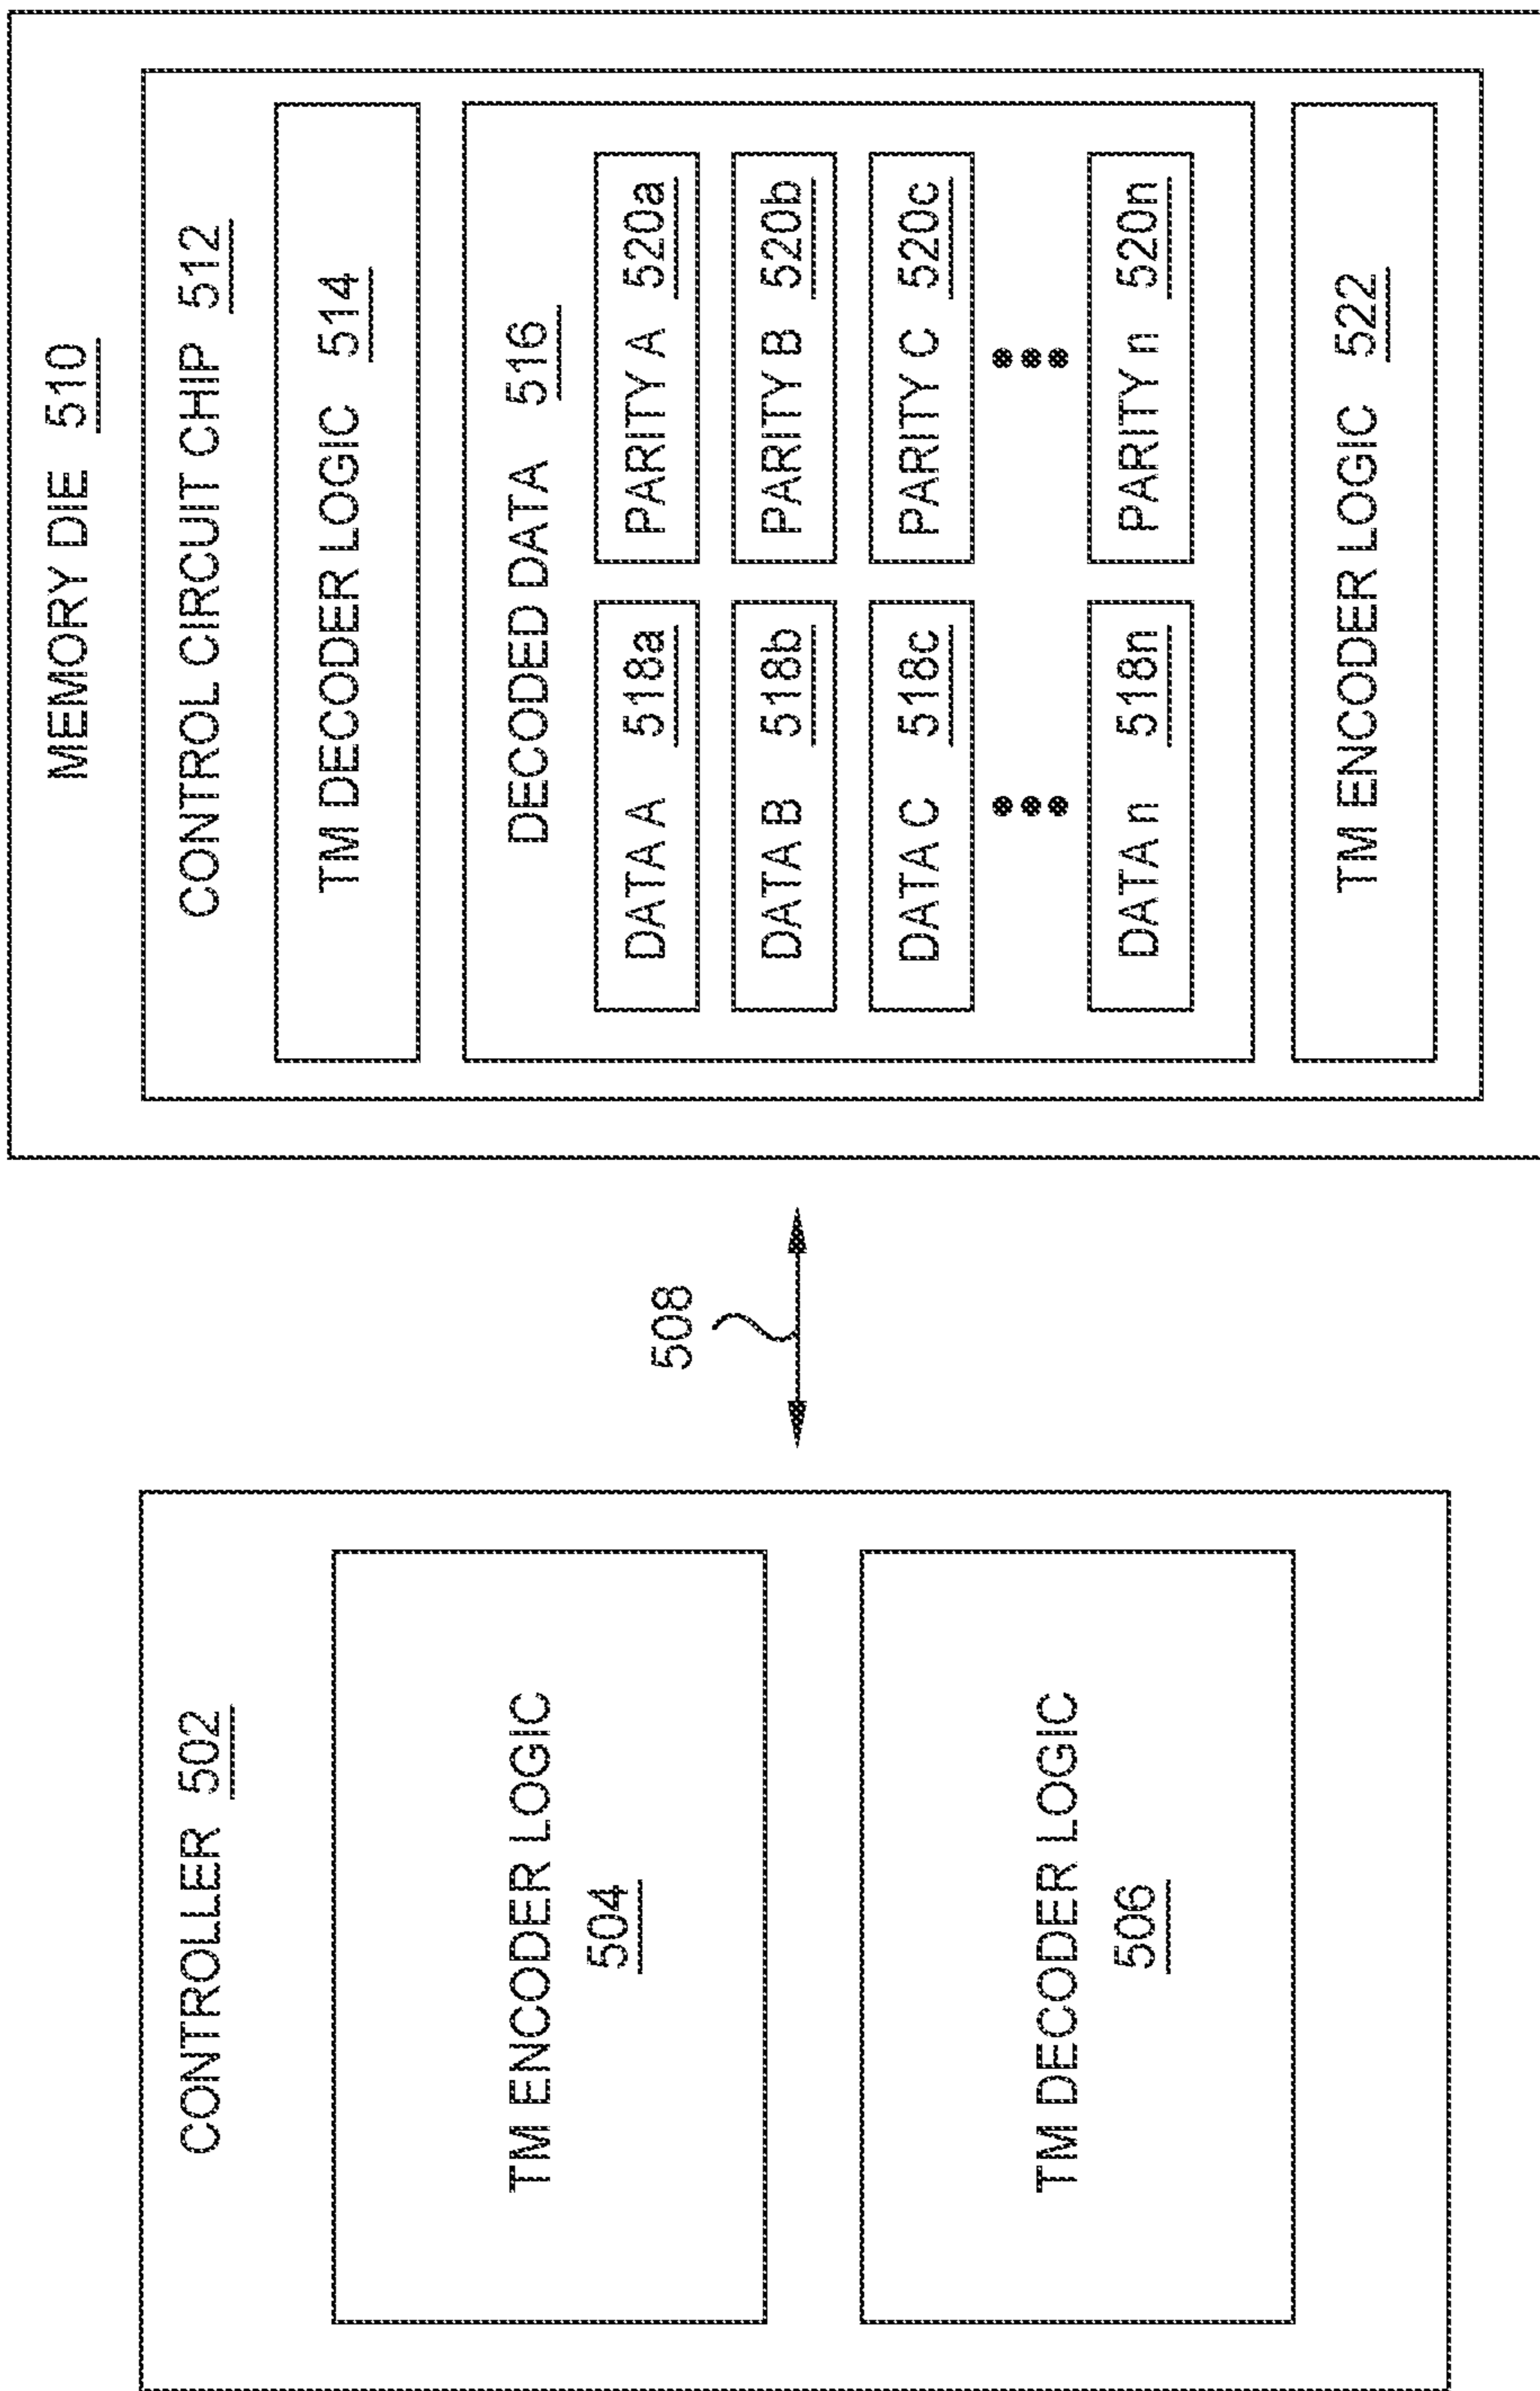 CONTROLLER 502
TM ENCODER LOGIC
504
TM DECODER LOGIC
506
508
MEMORY DIE 510
CONTROL CIRCUIT CHIP 512
TM DECODER LOGIC 514
DECODED DATA 516
DATA A 518a
PARITY A 520a
DATA B 518b
PARITY B 520b
DATA C 518c
PARITY C 520c
DATA n 518n
PARITY n 520n
TM ENCODER LOGIC 522